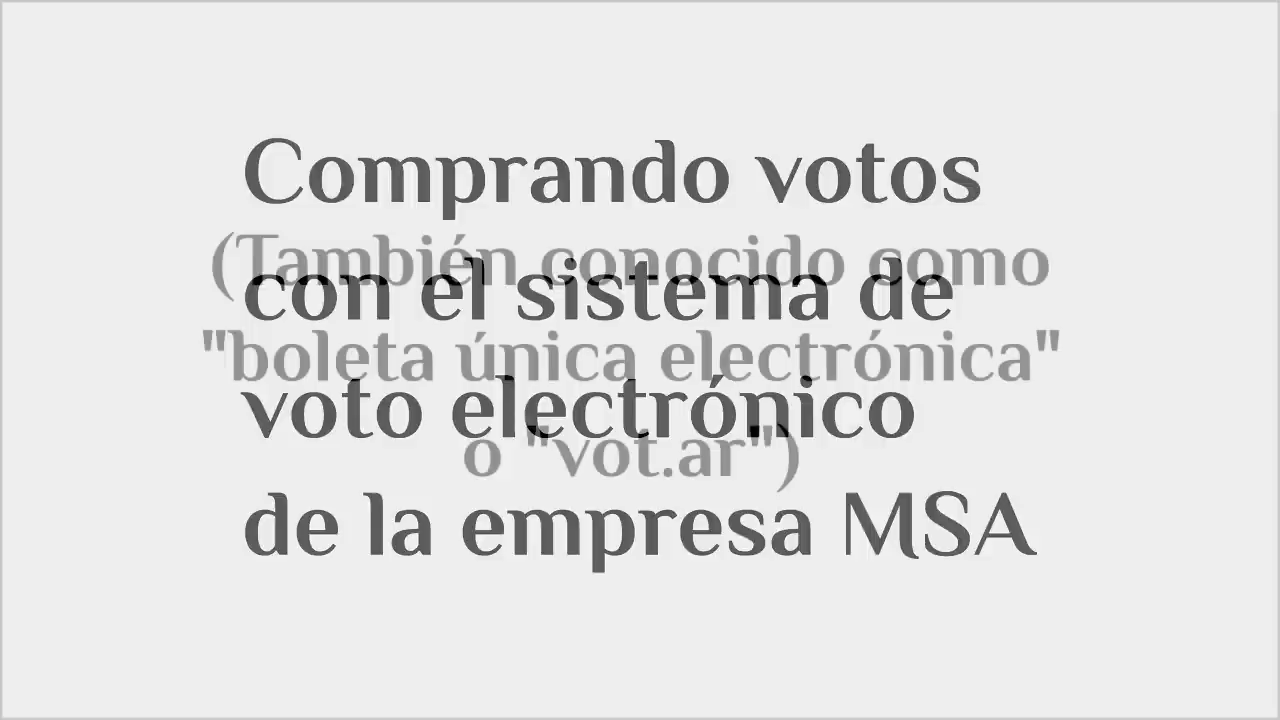 Comprando votos
con el sistema de
voto electrónico
de la empresa MSA
(También conocido como
"boleta única electrónica"
o "vot.ar")